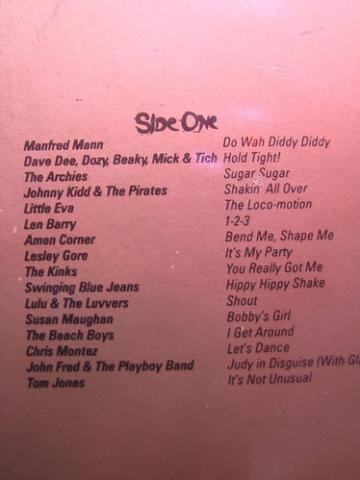 Side One
Manfred Mann Do Wah Diddy Diddy
Dave Dee, Dozy, Beaky, Mick & Tich Hold Tight!
The Archies Sugar Sugar
Johnny Kidd & The Pirates Shakin' All Over
Little Eva The Loco-motion
Len Barry 1-2-3
Amen Corner Bend Me, Shape Me
Lesley Gore It's My Party
The Kinks You Really Got Me
Swinging Blue Jeans Hippy Hippy Shake
Lulu & The Luvvers Shout
Susan Maughan Bobby's Girl
The Beach Boys I Get Around
Chris Montez Let's Dance
John Fred & The Playboy Band Judy in Disguise (With
Tom Jones It's Not Unusual